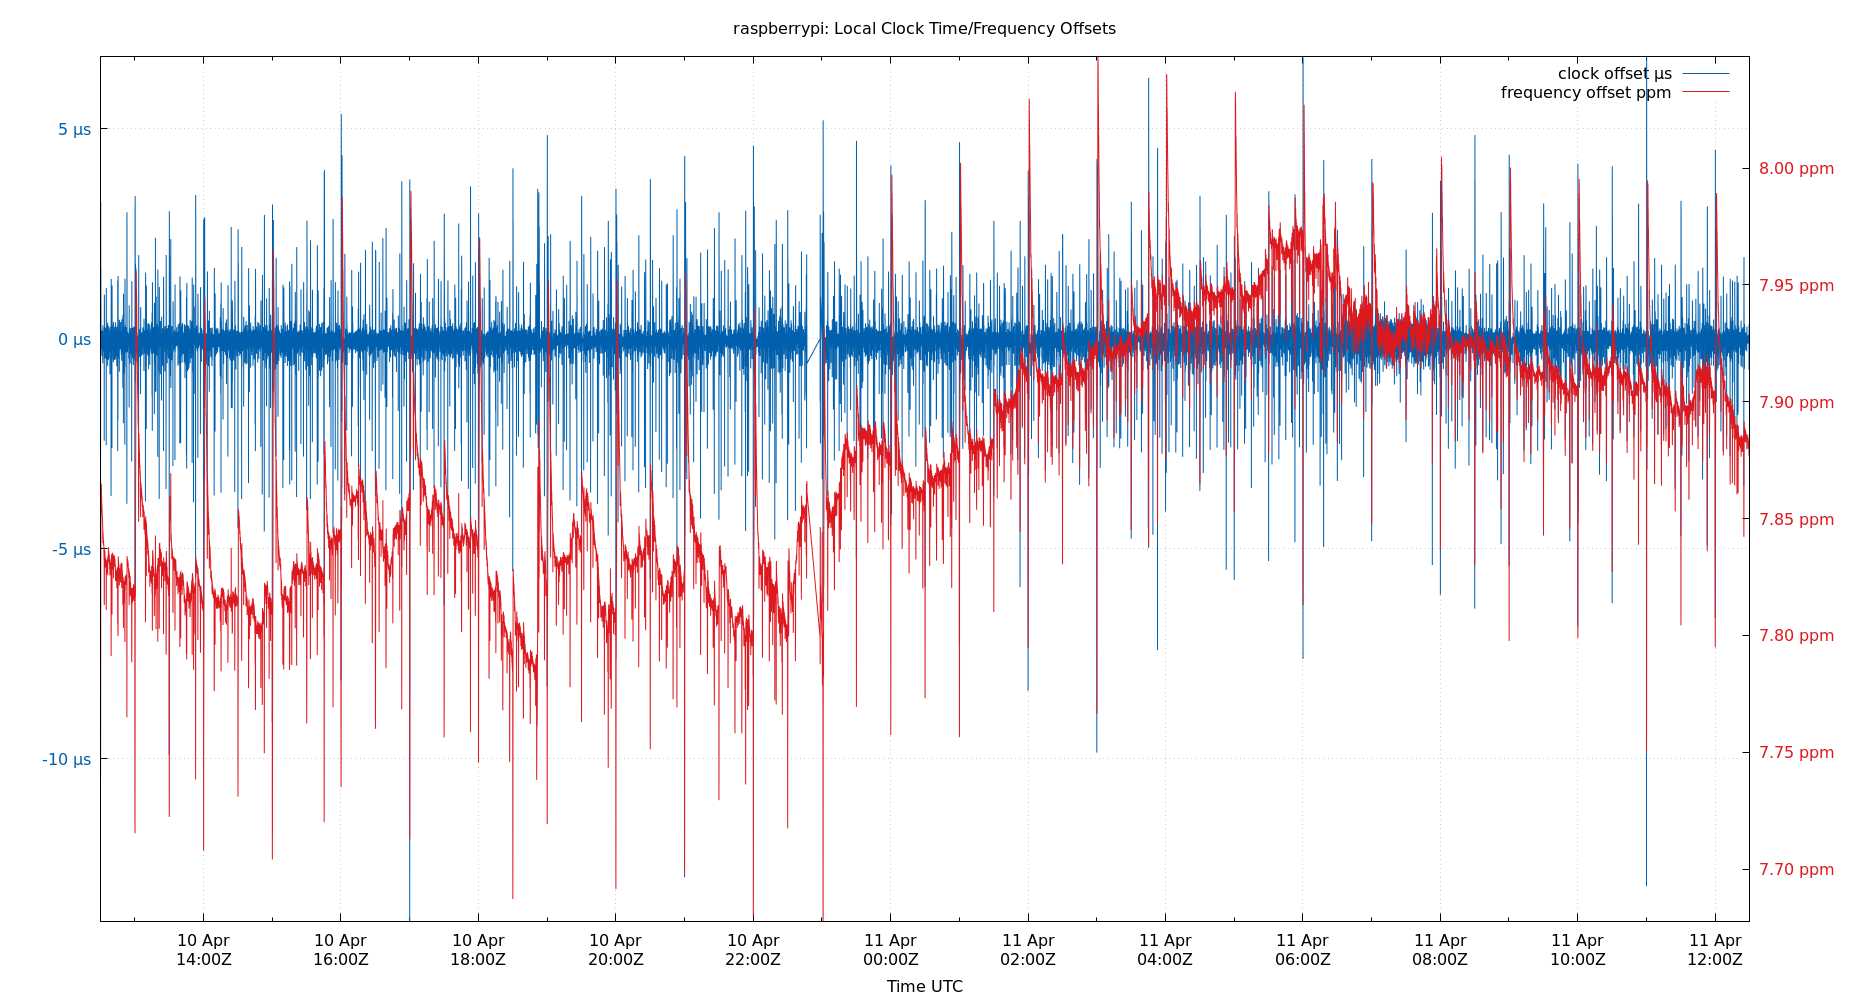 raspberrypi: Local Clock Time/Frequency Offsets
clock offset µs
frequency offset ppm
5 µs
0 µs
-5 µs
-10 µs
8.00 ppm
7.95 ppm
7.90 ppm
7.85 ppm
7.80 ppm
7.75 ppm
7.70 ppm
10 Apr 10 Apr 10 Apr 10 Apr 10 Apr 11 Apr 11 Apr 11 Apr 11 Apr 11 Apr 11 Apr 11 Apr
14:00Z 16:00Z 18:00Z 20:00Z 22:00Z 00:00Z 02:00Z 04:00Z 06:00Z 08:00Z 10:00Z 12:00Z
Time UTC